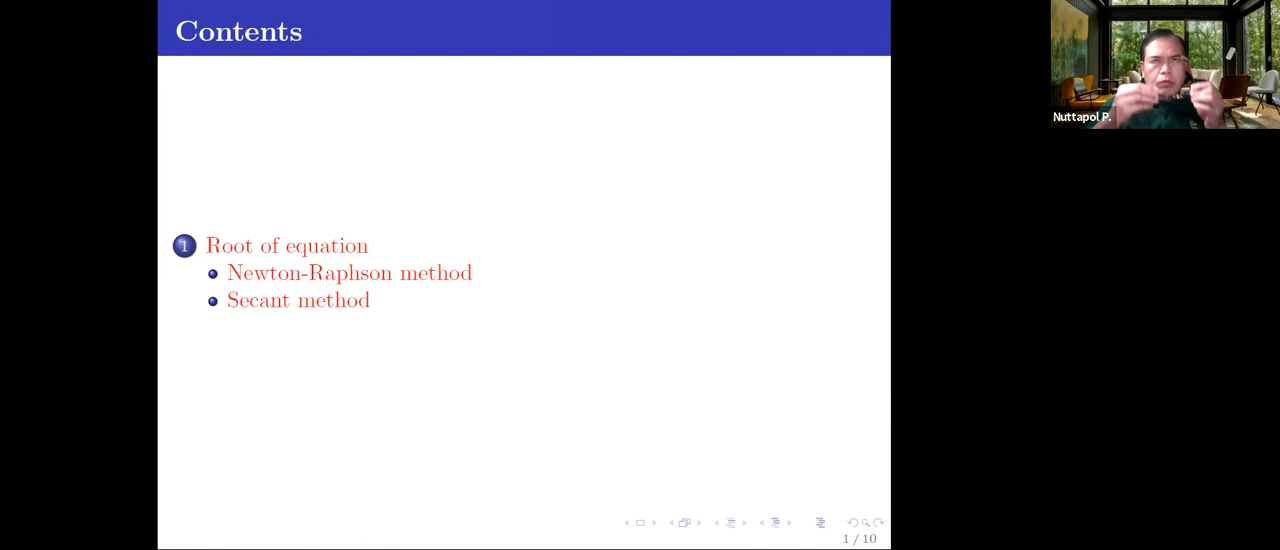 Contents
1 Root of equation
Newton-Raphson method
Secant method
1 / 10
Nuttapol P.